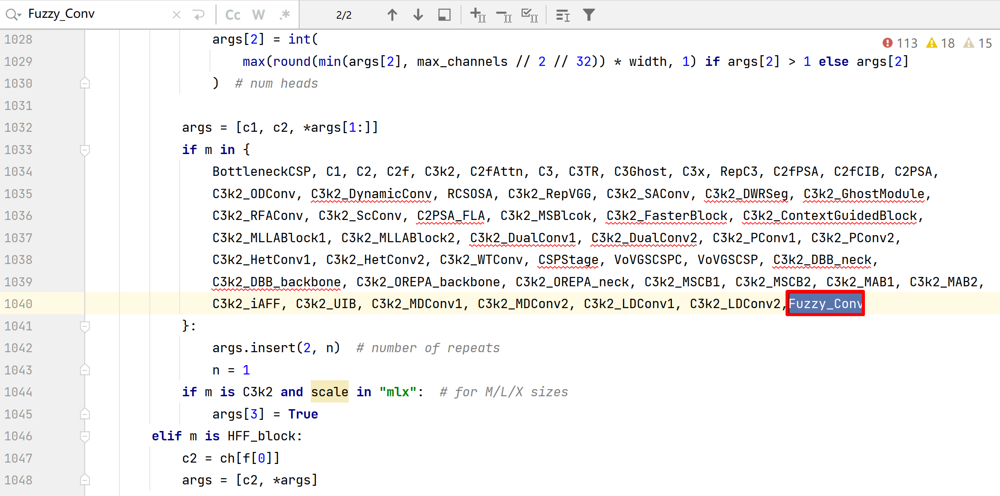 Fuzzy_Conv × Cc W .* 2/2
113 18 15
1028 args[2] = int(
1029 max(round(min(args[2], max_channels // 2 // 32)) * width, 1) if args[2] > 1 else args[2]
1030 ) # num heads
1031
1032 args = [c1, c2, *args[1:]]
1033 if m in {
1034 BottleneckCSP, C1, C2, C2f, C3k2, C2fAttn, C3, C3TR, C3Ghost, C3x, RepC3, C2fPSA, C2fCIB, C2PSA,
1035 C3k2_ODConv, C3k2_DynamicConv, RCSOSA, C3k2_RepVGG, C3k2_SAConv, C3k2_DWRSeg, C3k2_GhostModule,
1036 C3k2_RFAConv, C3k2_ScConv, C2PSA_FLA, C3k2_MSBlcok, C3k2_FasterBlock, C3k2_ContextGuidedBlock,
1037 C3k2_MLLABlock1, C3k2_MLLABlock2, C3k2_DualConv1, C3k2_DualConv2, C3k2_PConv1, C3k2_PConv2,
1038 C3k2_HetConv1, C3k2_HetConv2, C3k2_WTConv, CSPStage, VoVGSCSPC, VoVGSCSP, C3k2_DBB_neck,
1039 C3k2_DBB_backbone, C3k2_OREPA_backbone, C3k2_OREPA_neck, C3k2_MSCB1, C3k2_MSCB2, C3k2_MAB1, C3k2_MAB2,
1040 C3k2_iAFF, C3k2_UIB, C3k2_MDConv1, C3k2_MDConv2, C3k2_LDConv1, C3k2_LDConv2,Fuzzy_Conv
1041 }:
1042 args.insert(2, n) # number of repeats
1043 n = 1
1044 if m is C3k2 and scale in "mlx": # for M/L/X sizes
1045 args[3] = True
1046 elif m is HFF_block:
1047 c2 = ch[f[0]]
1048 args = [c2, *args]